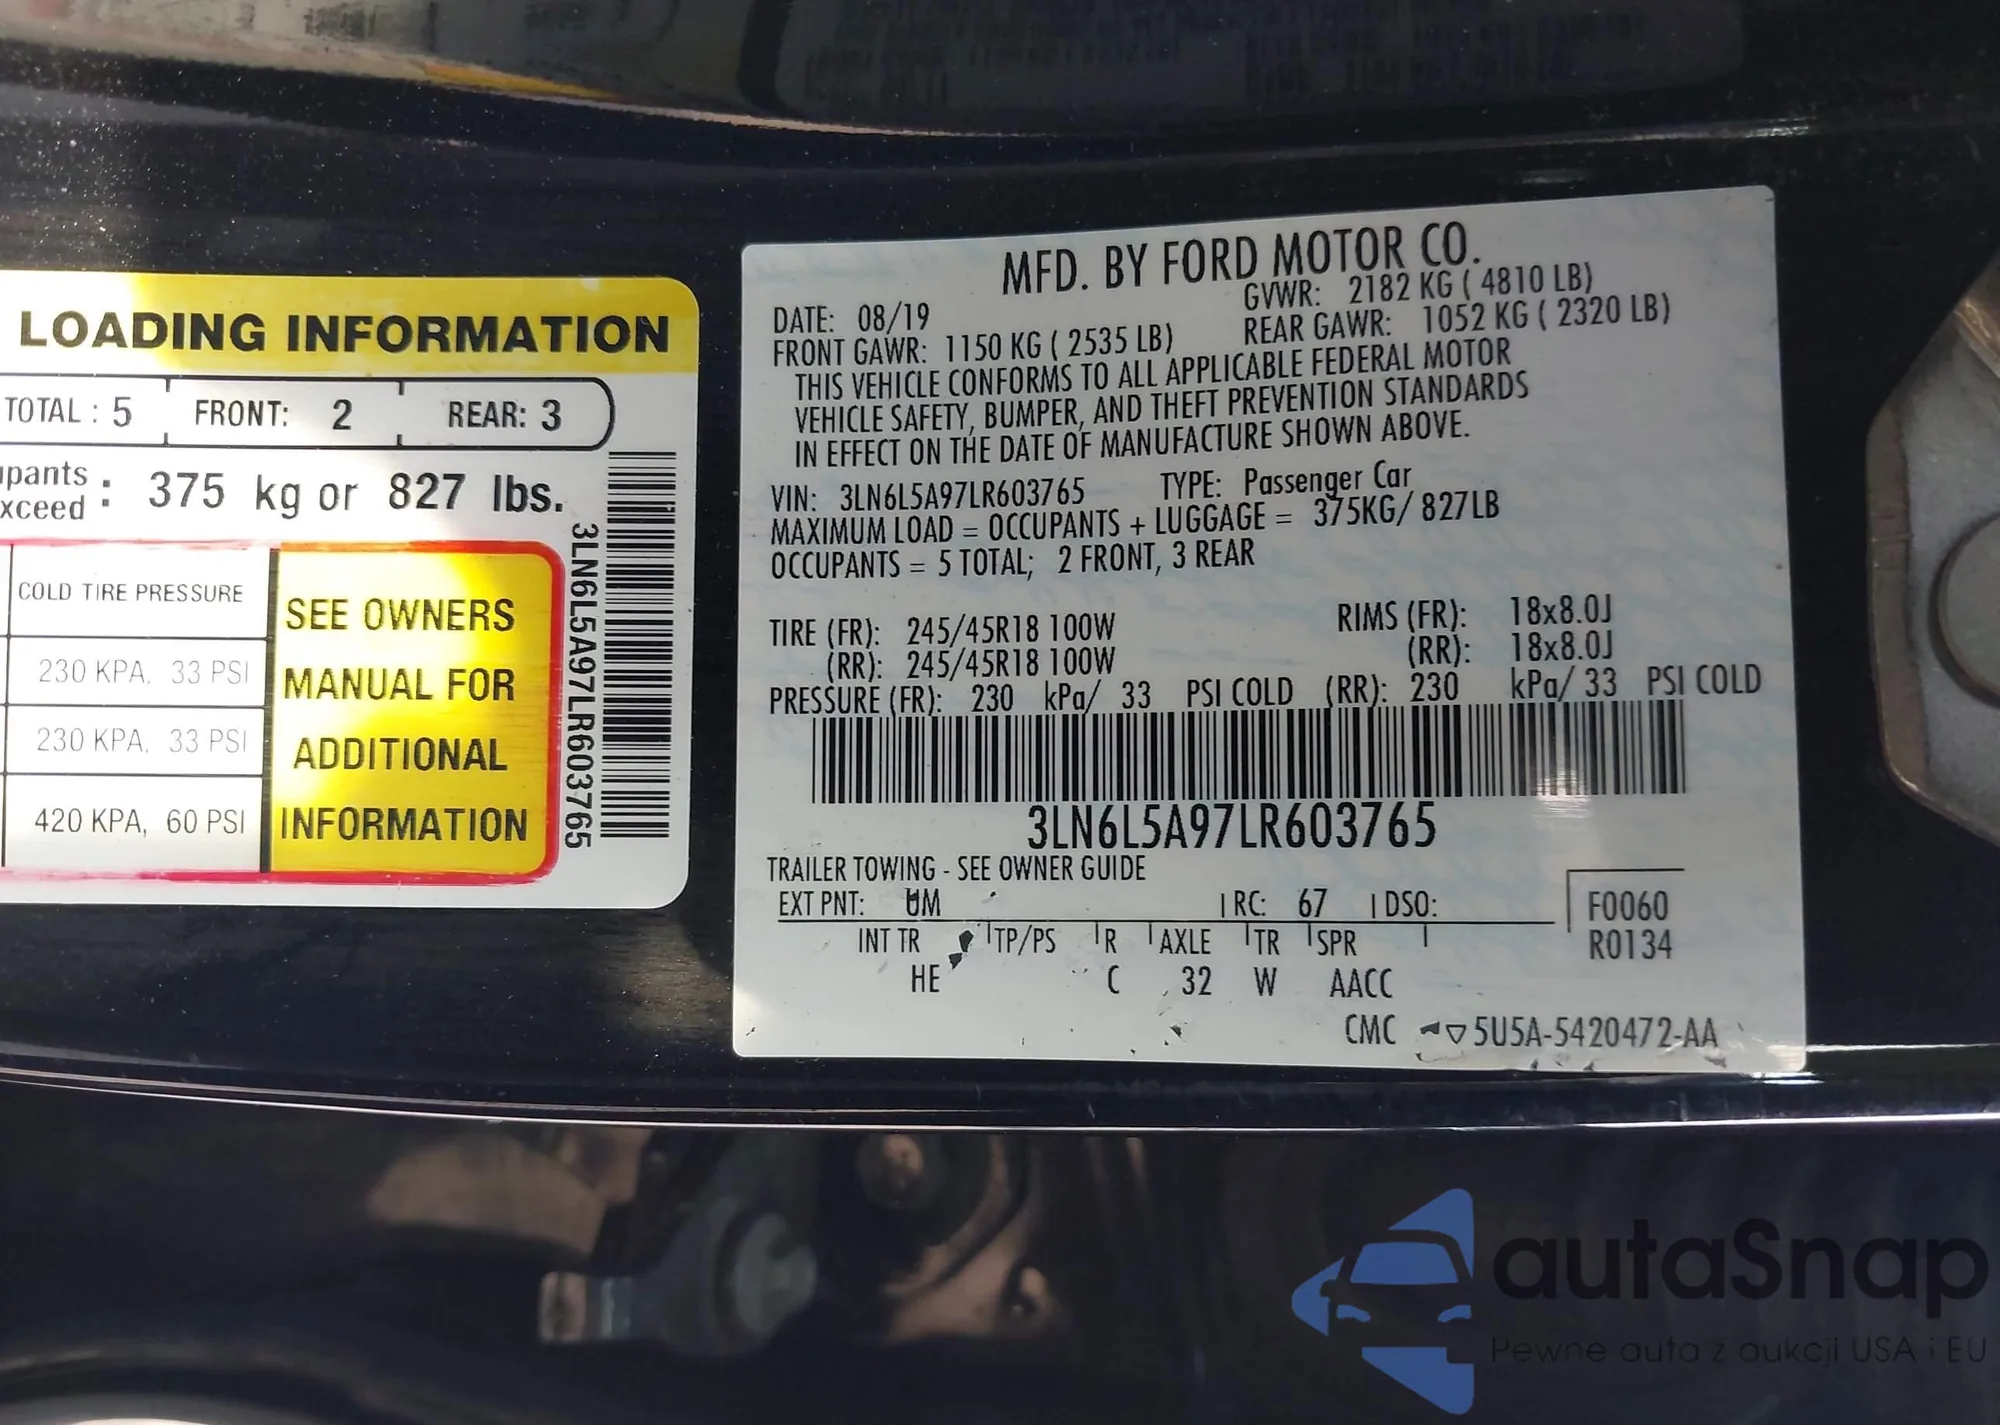 LOADING INFORMATION
TOTAL : 5 FRONT: 2 REAR: 3
: 375 kg or 827 lbs.
COLD TIRE PRESSURE
230 KPA, 33 PSI
230 KPA, 33 PSI
420 KPA, 60 PSI
SEE OWNERS
MANUAL FOR
ADDITIONAL
INFORMATION
3LN6L5A97LR603765
MFD. BY FORD MOTOR CO.
DATE: 08/19 GVWR: 2182 KG ( 4810 LB)
FRONT GAWR: 1150 KG ( 2535 LB) REAR GAWR: 1052 KG ( 2320 LB)
THIS VEHICLE CONFORMS TO ALL APPLICABLE FEDERAL MOTOR
VEHICLE SAFETY, BUMPER, AND THEFT PREVENTION STANDARDS
IN EFFECT ON THE DATE OF MANUFACTURE SHOWN ABOVE.
VIN: 3LN6L5A97LR603765 TYPE: Passenger Car
MAXIMUM LOAD = OCCUPANTS + LUGGAGE = 375KG/ 827LB
OCCUPANTS = 5 TOTAL; 2 FRONT, 3 REAR
TIRE (FR): 245/45R18 100W RIMS (FR): 18x8.0J
(RR): 245/45R18 100W (RR): 18x8.0J
PRESSURE (FR): 230 kPa/ 33 PSI COLD (RR): 230 kPa/ 33 PSI COLD
3LN6L5A97LR603765
TRAILER TOWING - SEE OWNER GUIDE
EXT PNT: UM RC: 67 DSO: F0060
INT TR TP/PS R AXLE TR SPR R0134
HE C 32 W AACC
CMC 5U5A-5420472-AA
autaSnap
Pewne auta z aukcji USA i EU